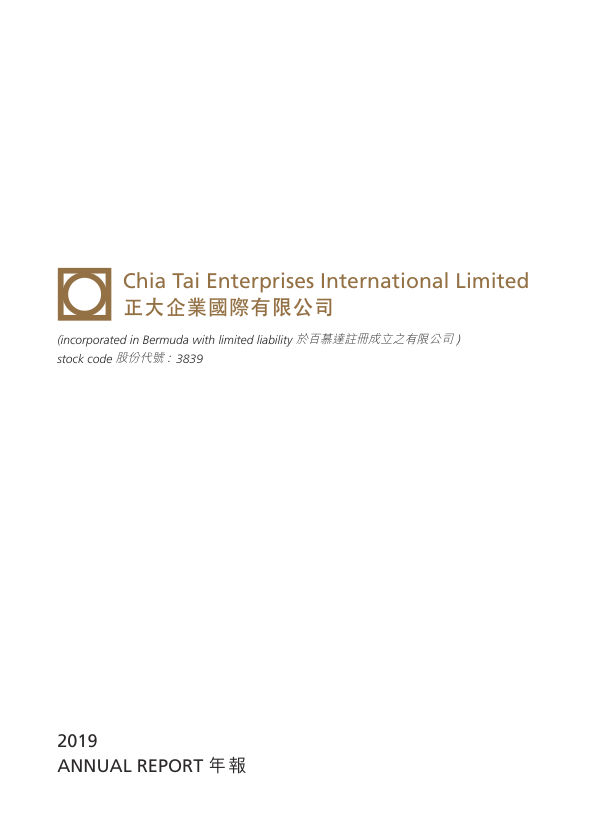 Chia Tai Enterprises International Limited
正大企業國際有限公司
(incorporated in Bermuda with limited liability 於百慕達註冊成立之有限公司)
stock code 股份代號 : 3839
2019
ANNUAL REPORT 年報